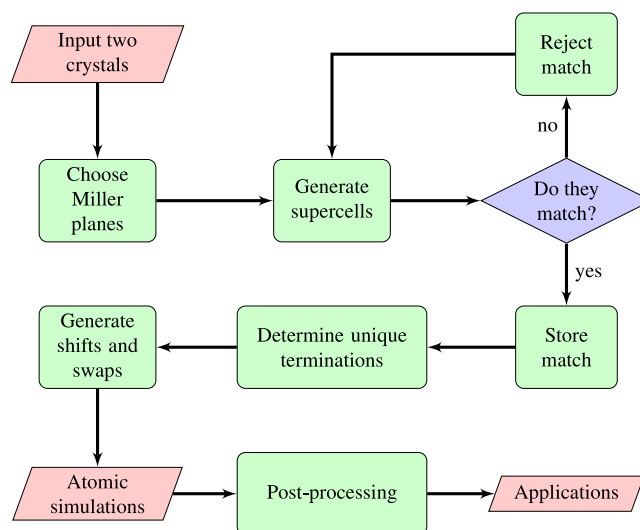 Input two
crystals
Reject
match
no
Choose
Miller
planes
Generate
supercells
Do they
match?
yes
Generate
shifts and
swaps
Determine unique
terminations
Store
match
Atomic
simulations
Post-processing
Applications